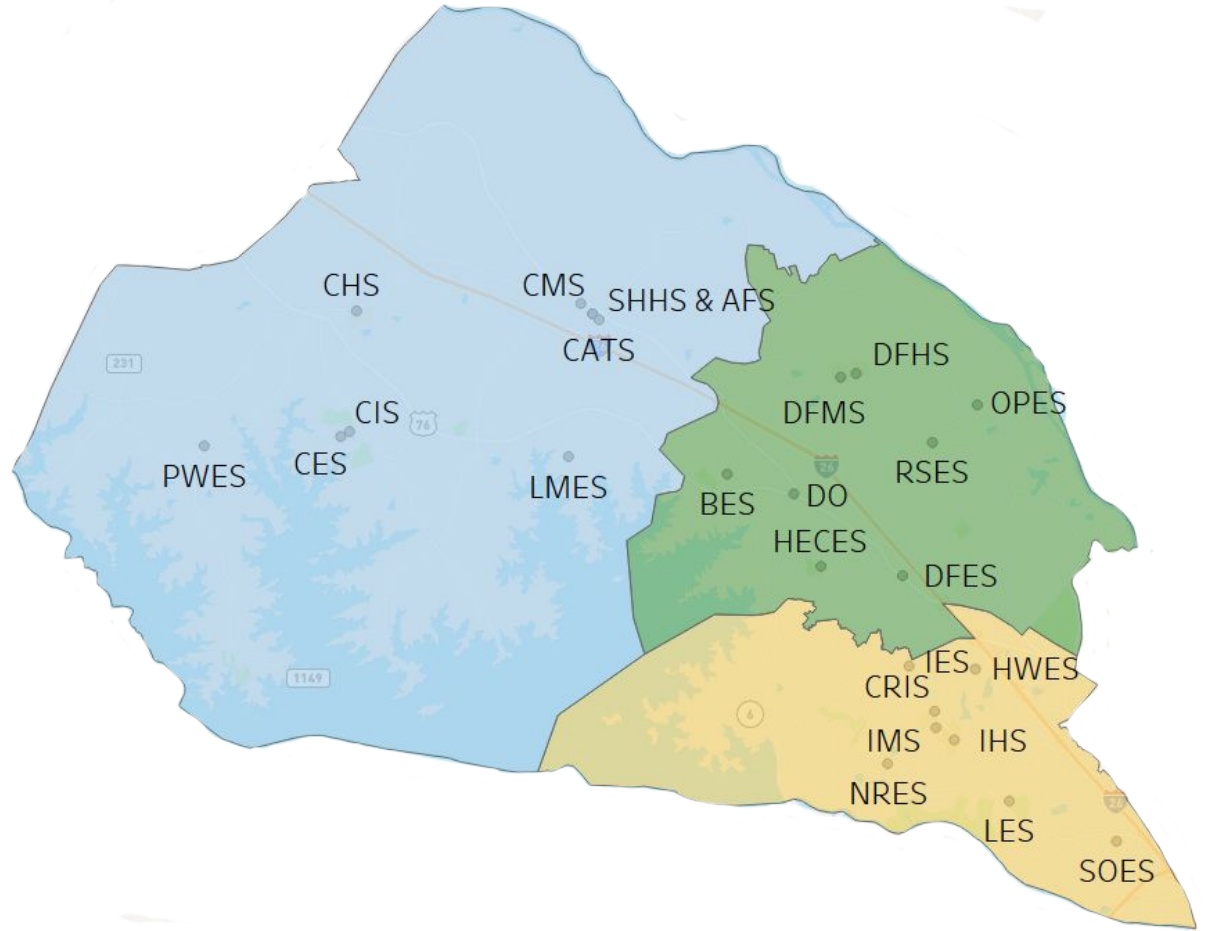 CHS
CMS
SHHS & AFS
CATS
231
CIS
76
CES
PWES
LMES
DFHS
DFMS
OPES
RSES
26
BES
DO
HECES
DFES
IES
HWES
CRIS
6
IMS
IHS
NRES
LES
26
SOES
1149